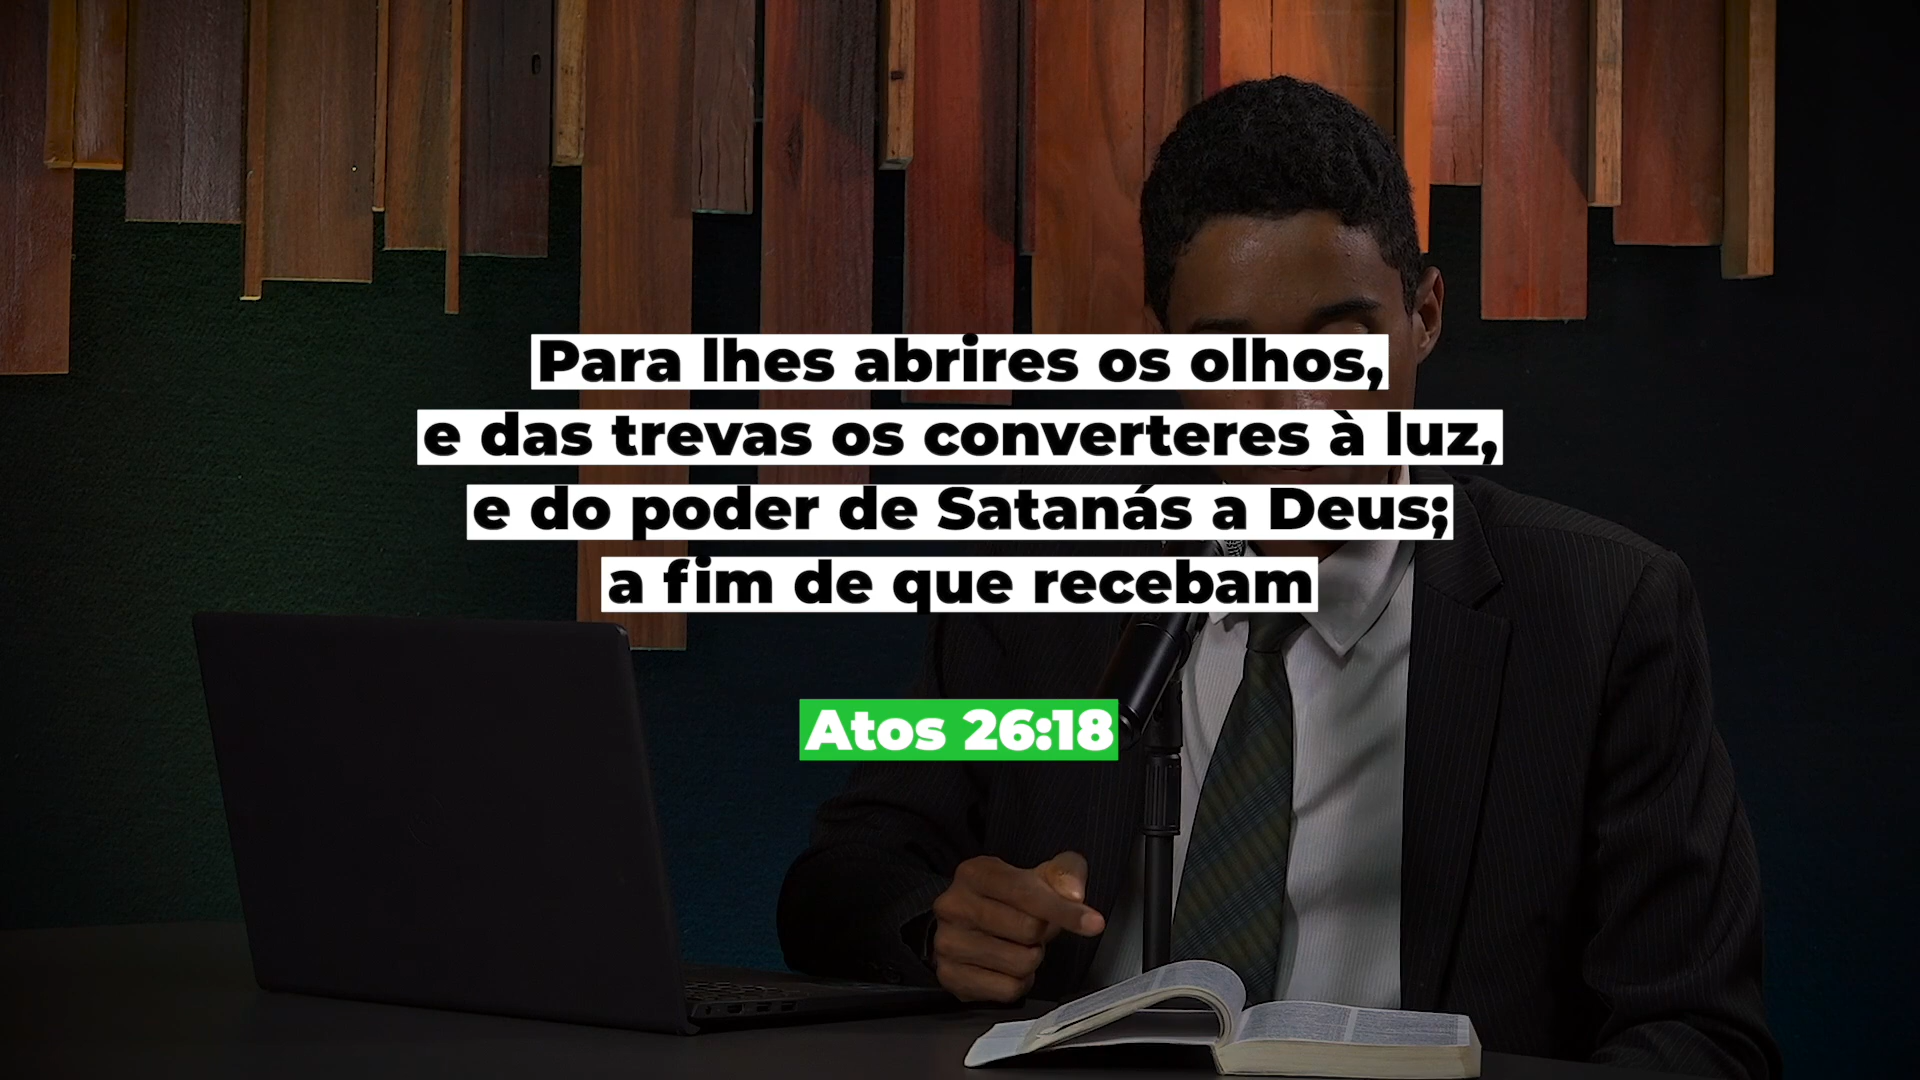 Para lhes abrires os olhos,
e das trevas os converteres à luz,
e do poder de Satanás a Deus;
a fim de que recebam
Atos 26:18